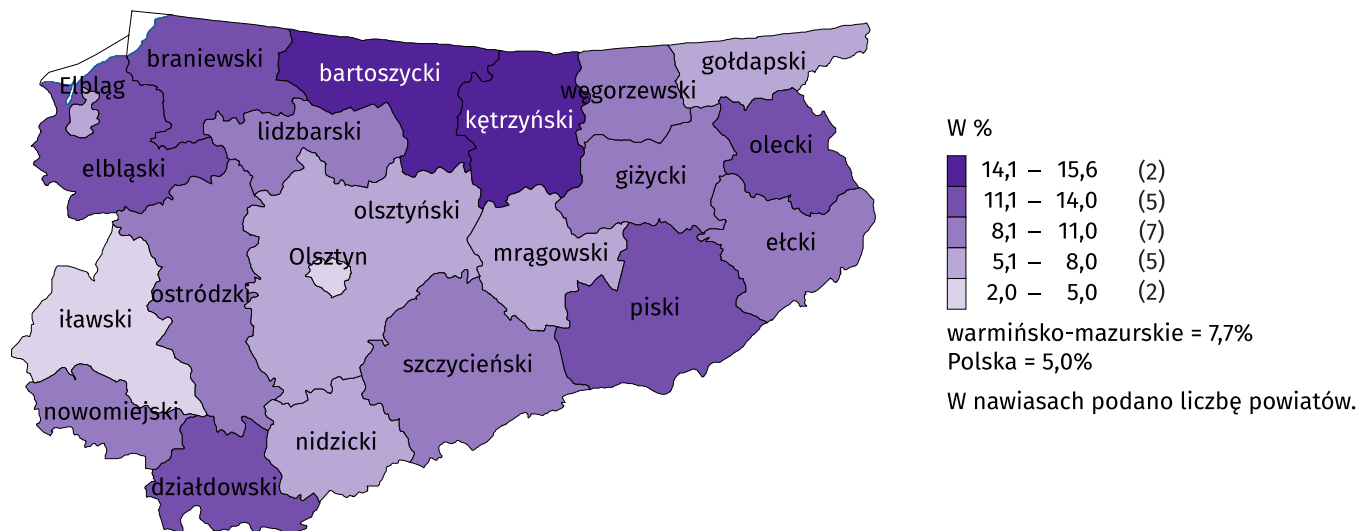 braniewski
bartoszycki
gołdapski
Elbląg
węgorzewski
lidzbarski
kętrzyński
olecki
elbląski
giżycki
olsztyński
ełcki
mrągowski
Olsztyn
ostródzki
piski
iławski
szczycieński
nowomiejski
nidzicki
działdowski
W %
14,1 – 15,6 (2)
11,1 – 14,0 (5)
8,1 – 11,0 (7)
5,1 – 8,0 (5)
2,0 – 5,0 (2)
warmińsko-mazurskie = 7,7%
Polska = 5,0%
W nawiasach podano liczbę powiatów.